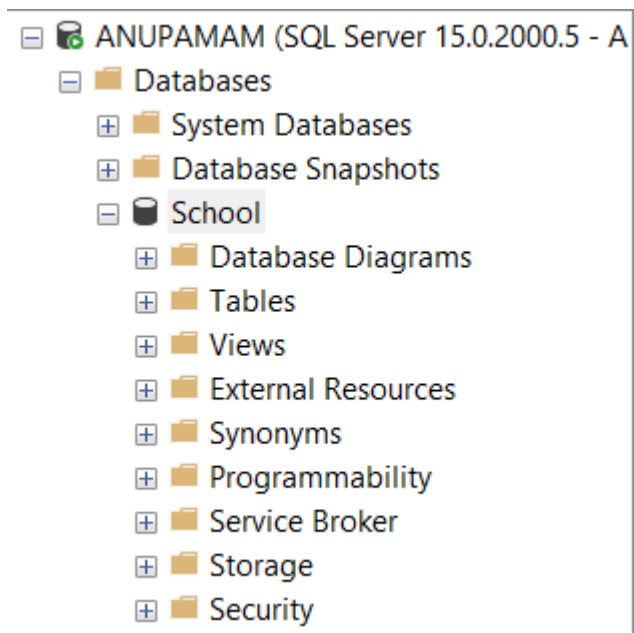 ANUPAMAM (SQL Server 15.0.2000.5 - A
Databases
System Databases
Database Snapshots
School
Database Diagrams
Tables
Views
External Resources
Synonyms
Programmability
Service Broker
Storage
Security